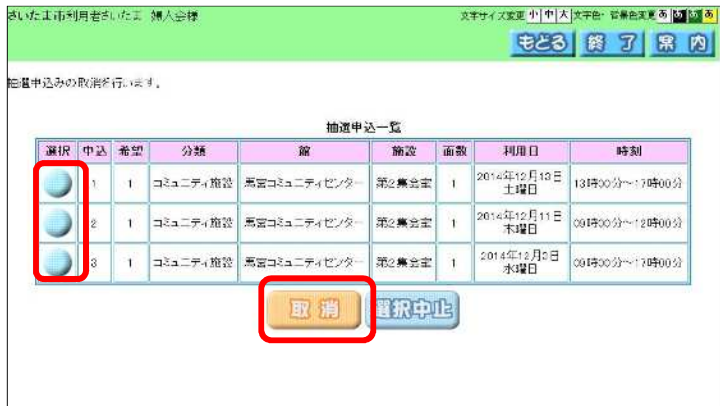 さいたま市利用者さいたま 婦人会様
文字サイズ変更 小 中 大 文字色・背景色変更 あ あ あ あ
もどる 終了 案内
抽選申込みの取消を行います。
抽選申込一覧
選択 申込 希望 分類 館 施設 面数 利用日 時刻
1 1 コミュニティ施設 馬宮コミュニティセンター 第2集会室 1 2014年12月13日 土曜日 13時00分～17時00分
2 1 コミュニティ施設 馬宮コミュニティセンター 第2集会室 1 2014年12月11日 木曜日 09時00分～12時00分
3 1 コミュニティ施設 馬宮コミュニティセンター 第2集会室 1 2014年12月3日 水曜日 09時00分～12時00分
取消 選択中止